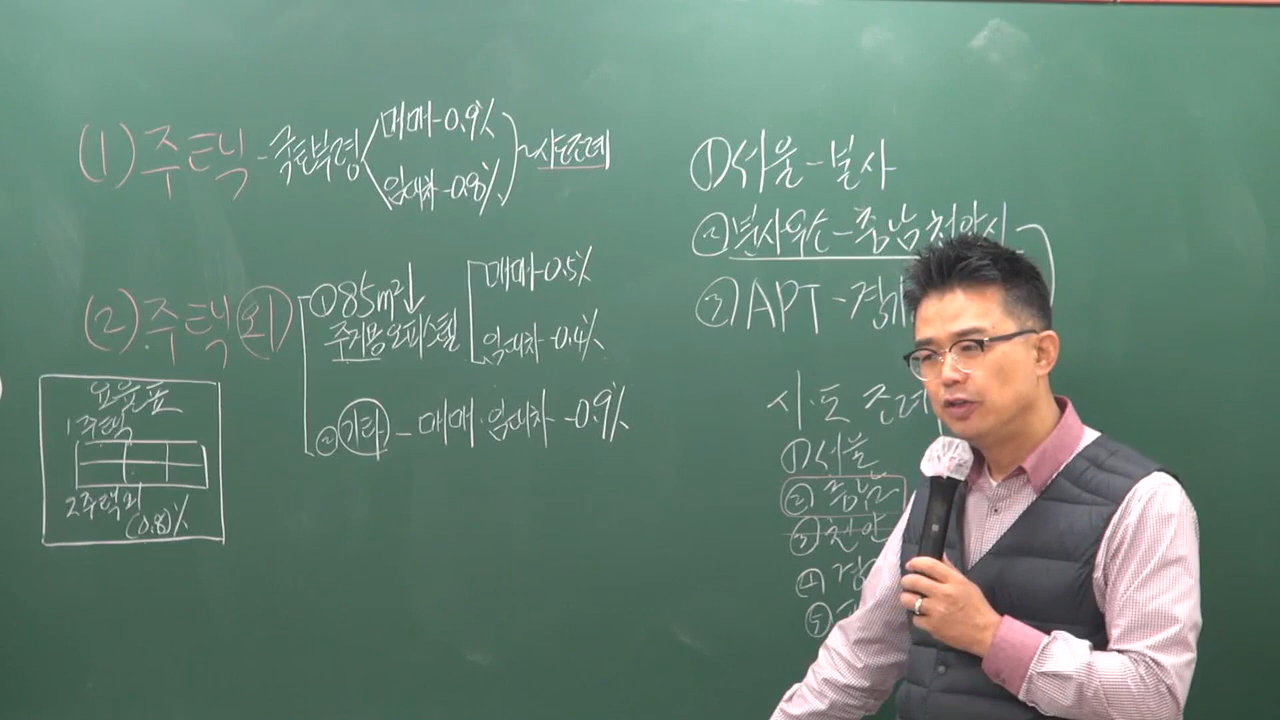 (1) 주택 - 국토부령 매매-0.9% ~ 시·도조례
임대차-0.8%
(2) 주택 외 ① 85m²↓ 매매-0.5%
주거용 오피스텔 임대차-0.4%
② 기타 - 매매·임대차-0.9%
요율표
1주택
2주택외
(0.8)%
① 서울-본사
② 분사무소-충남 천안시
③ APT-경
시·도 조례
① 서울
② 충남
③ 천안
④ 경
⑤